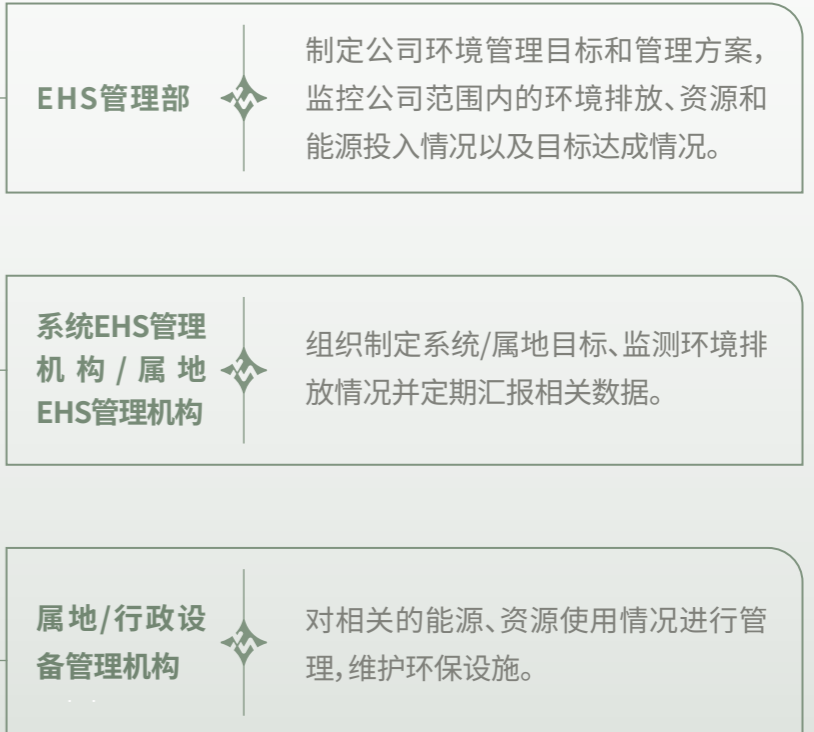 EHS管理部
制定公司环境管理目标和管理方案，
监控公司范围内的环境排放、资源和
能源投入情况以及目标达成情况。
系统EHS管理
机构/属地
EHS管理机构
组织制定系统/属地目标、监测环境排
放情况并定期汇报相关数据。
属地/行政设
备管理机构
对相关的能源、资源使用情况进行管
理，维护环保设施。